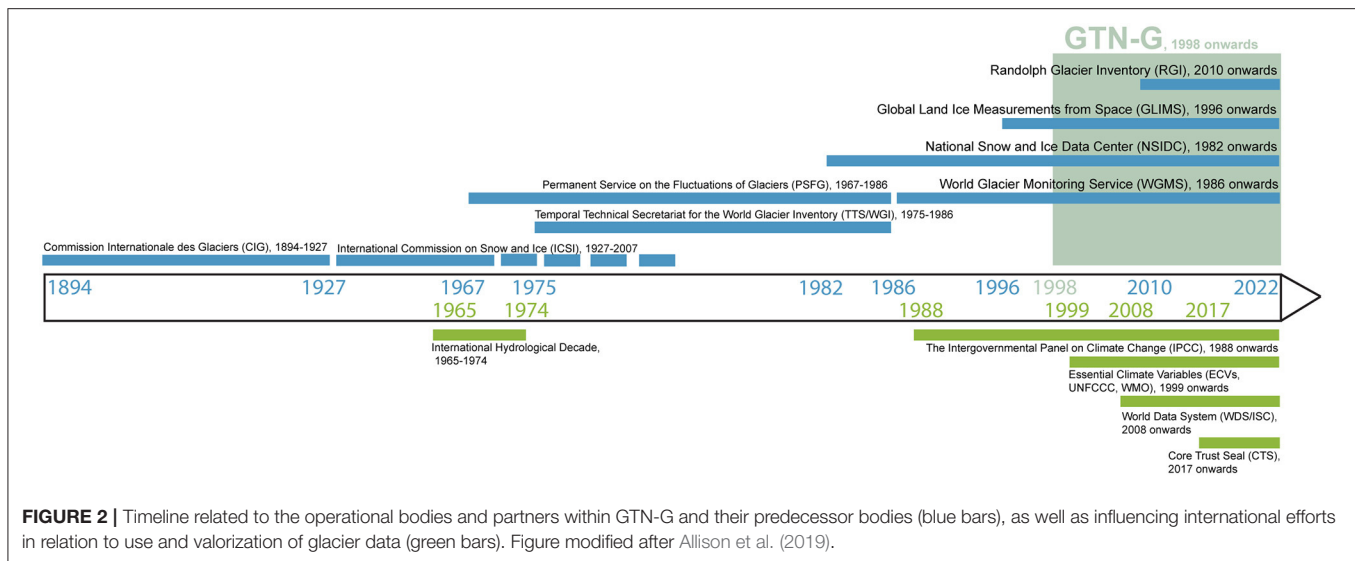 GTN-G, 1998 onwards
Randolph Glacier Inventory (RGI), 2010 onwards
Global Land Ice Measurements from Space (GLIMS), 1996 onwards
National Snow and Ice Data Center (NSIDC), 1982 onwards
Permanent Service on the Fluctuations of Glaciers (PSFG), 1967-1986
World Glacier Monitoring Service (WGMS), 1986 onwards
Temporal Technical Secretariat for the World Glacier Inventory (TTS/WGI), 1975-1986
Commission Internationale des Glaciers (CIG), 1894-1927
International Commission on Snow and Ice (ICSI), 1927-2007
1894 1927 1967 1975 1982 1986 1996 1998 2010 2022
1965 1974 1988 1999 2008 2017
International Hydrological Decade,
1965-1974
The Intergovernmental Panel on Climate Change (IPCC), 1988 onwards
Essential Climate Variables (ECVs,
UNFCCC, WMO), 1999 onwards
World Data System (WDS/ISC),
2008 onwards
Core Trust Seal (CTS),
2017 onwards
FIGURE 2 | Timeline related to the operational bodies and partners within GTN-G and their predecessor bodies (blue bars), as well as influencing international efforts
in relation to use and valorization of glacier data (green bars). Figure modified after Allison et al. (2019).